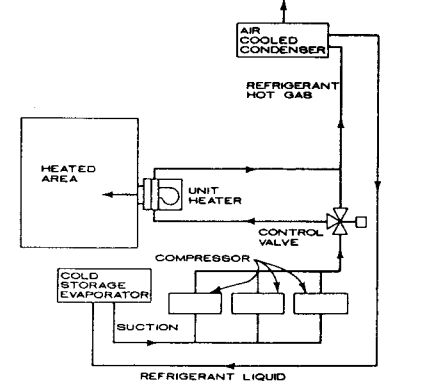 AIR
COOLED
CONDENSER
REFRIGERANT
HOT GAS
HEATED
AREA
UNIT
HEATER
CONTROL
VALVE
COMPRESSOR
COLD
STORAGE
EVAPORATOR
SUCTION
REFRIGERANT LIQUID